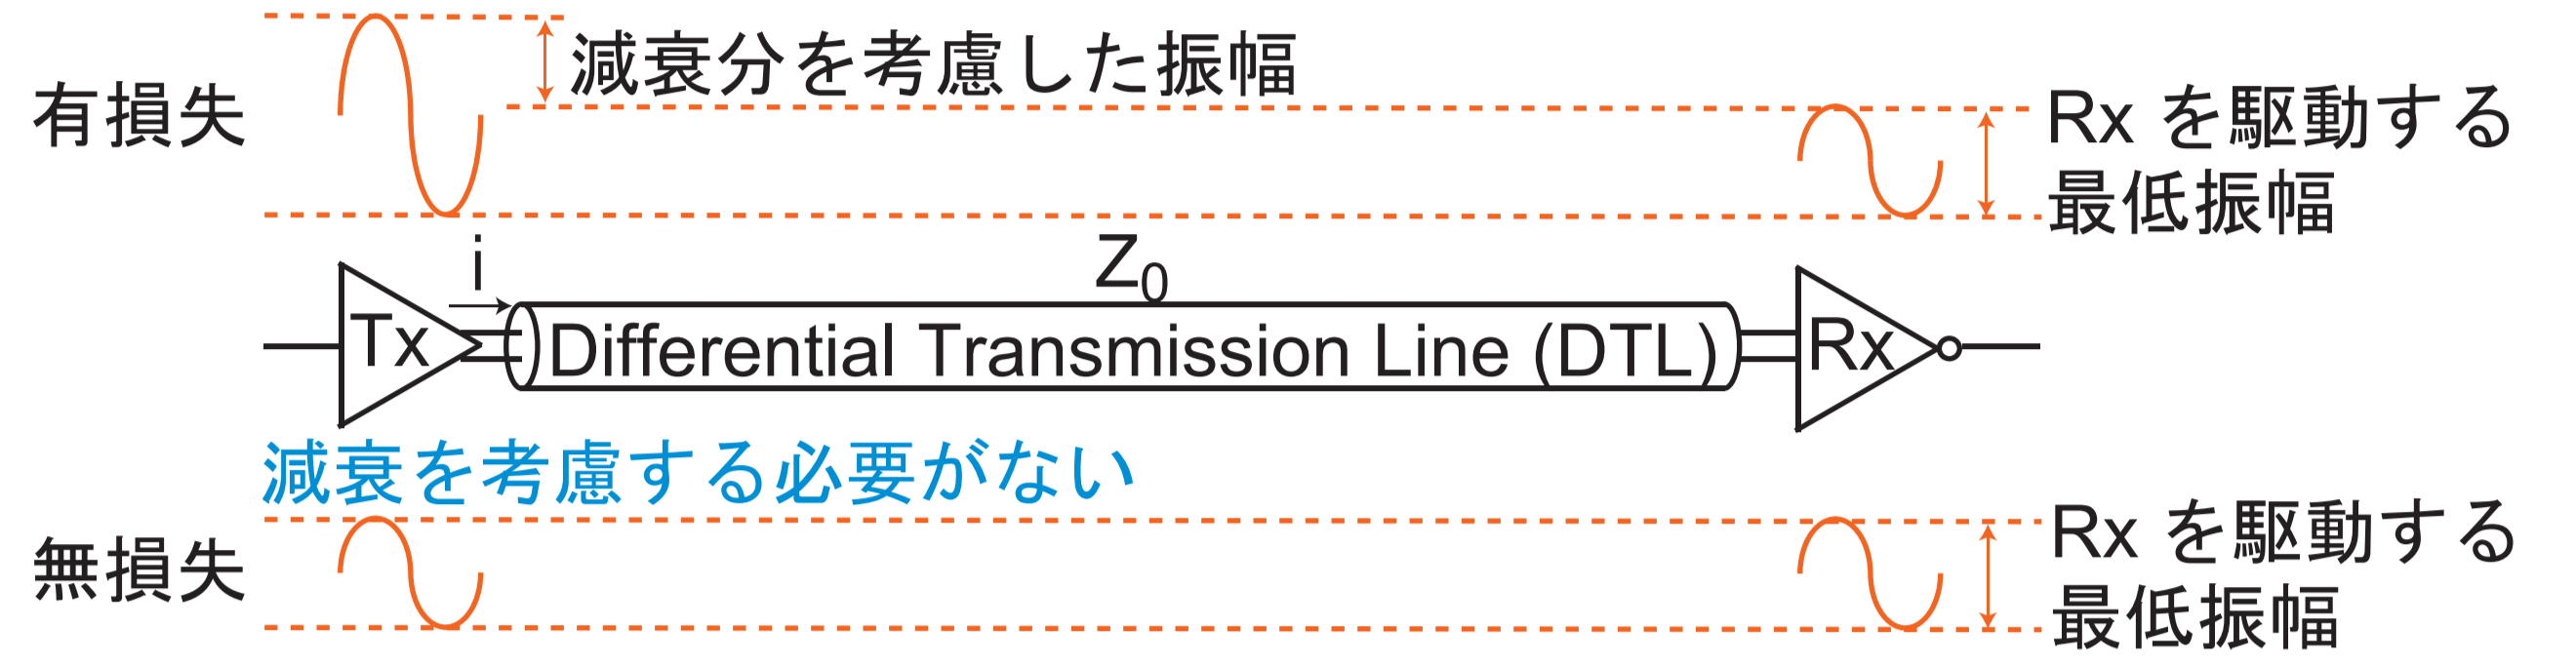 減衰分を考慮した振幅
有損失
Rx を駆動する
最低振幅
i
Z0
Tx
Differential Transmission Line (DTL)
Rx
減衰を考慮する必要がない
無損失
Rx を駆動する
最低振幅